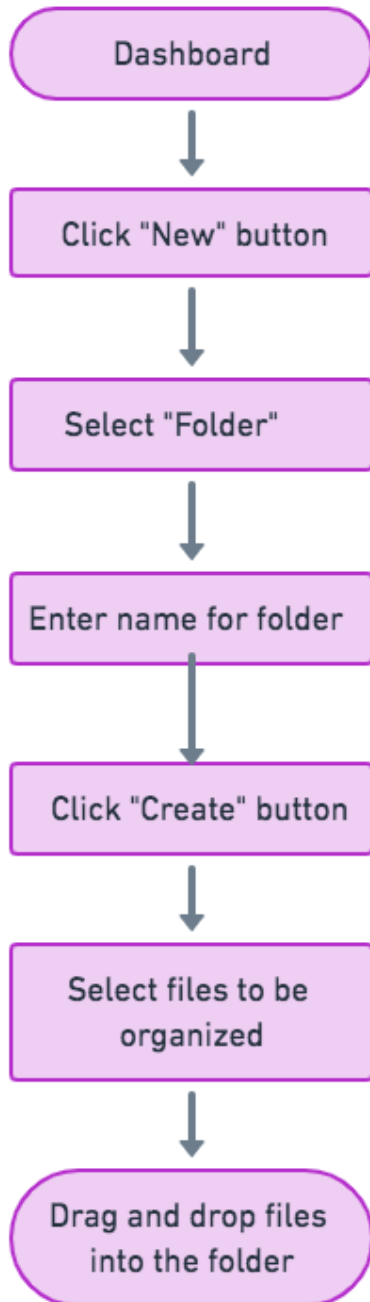 Dashboard
Click "New" button
Select "Folder"
Enter name for folder
Click "Create" button
Select files to be
organized
Drag and drop files
into the folder